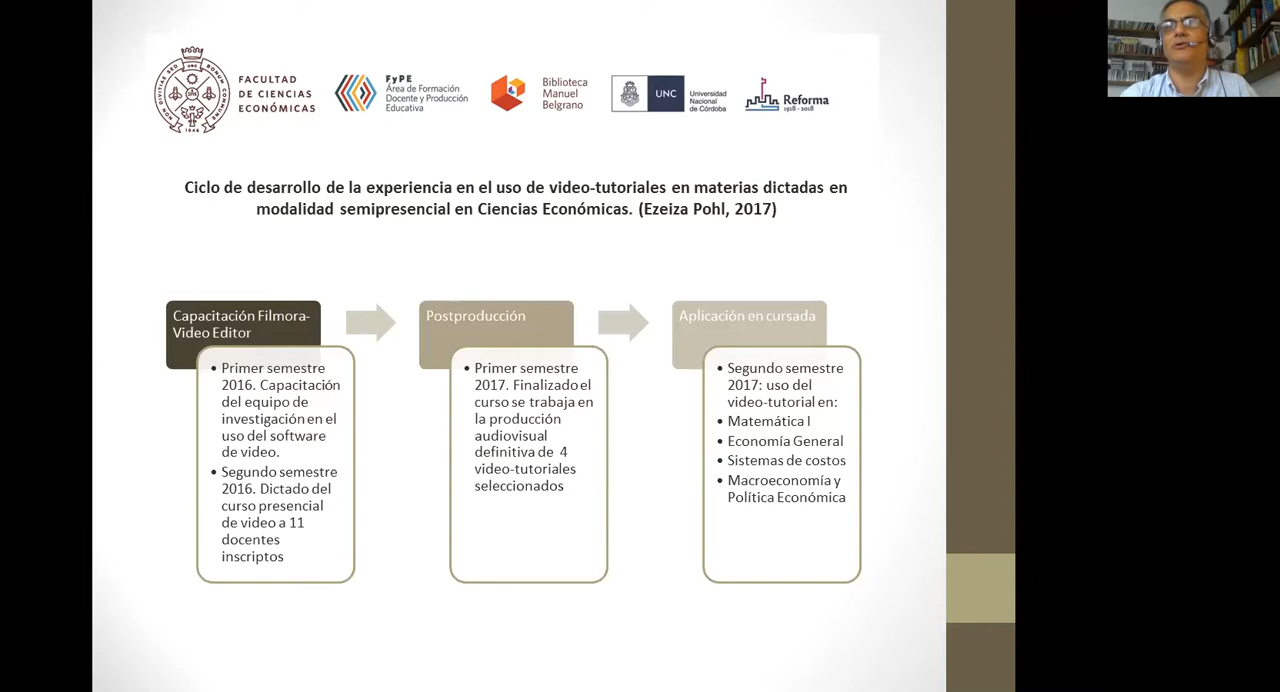 FACULTAD
DE CIENCIAS
ECONÓMICAS
1946
FyPE
Área de Formación
Docente y Producción
Educativa
Biblioteca
Manuel
Belgrano
UNC
Universidad
Nacional
de Córdoba
Reforma
1918 - 2018
Ciclo de desarrollo de la experiencia en el uso de video-tutoriales en materias dictadas en
modalidad semipresencial en Ciencias Económicas. (Ezeiza Pohl, 2017)
Capacitación Filmora-
Video Editor
• Primer semestre
2016. Capacitación
del equipo de
investigación en el
uso del software
de video.
• Segundo semestre
2016. Dictado del
curso presencial
de video a 11
docentes
inscriptos
Postproducción
• Primer semestre
2017. Finalizado el
curso se trabaja en
la producción
audiovisual
definitiva de 4
video-tutoriales
seleccionados
Aplicación en cursada
• Segundo semestre
2017: uso del
video-tutorial en:
• Matemática I
• Economía General
• Sistemas de costos
• Macroeconomía y
Política Económica